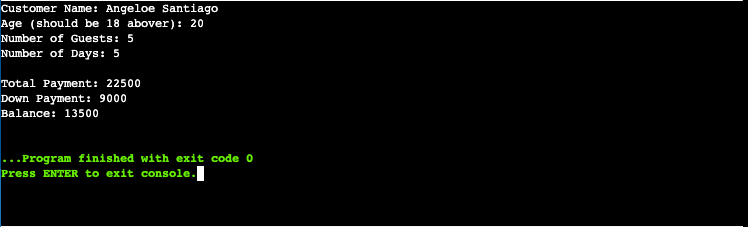 Customer Name: Angeloe Santiago
Age (should be 18 abover): 20
Number of Guests: 5
Number of Days: 5
Total Payment: 22500
Down Payment: 9000
Balance: 13500
...Program finished with exit code 0
Press ENTER to exit console.